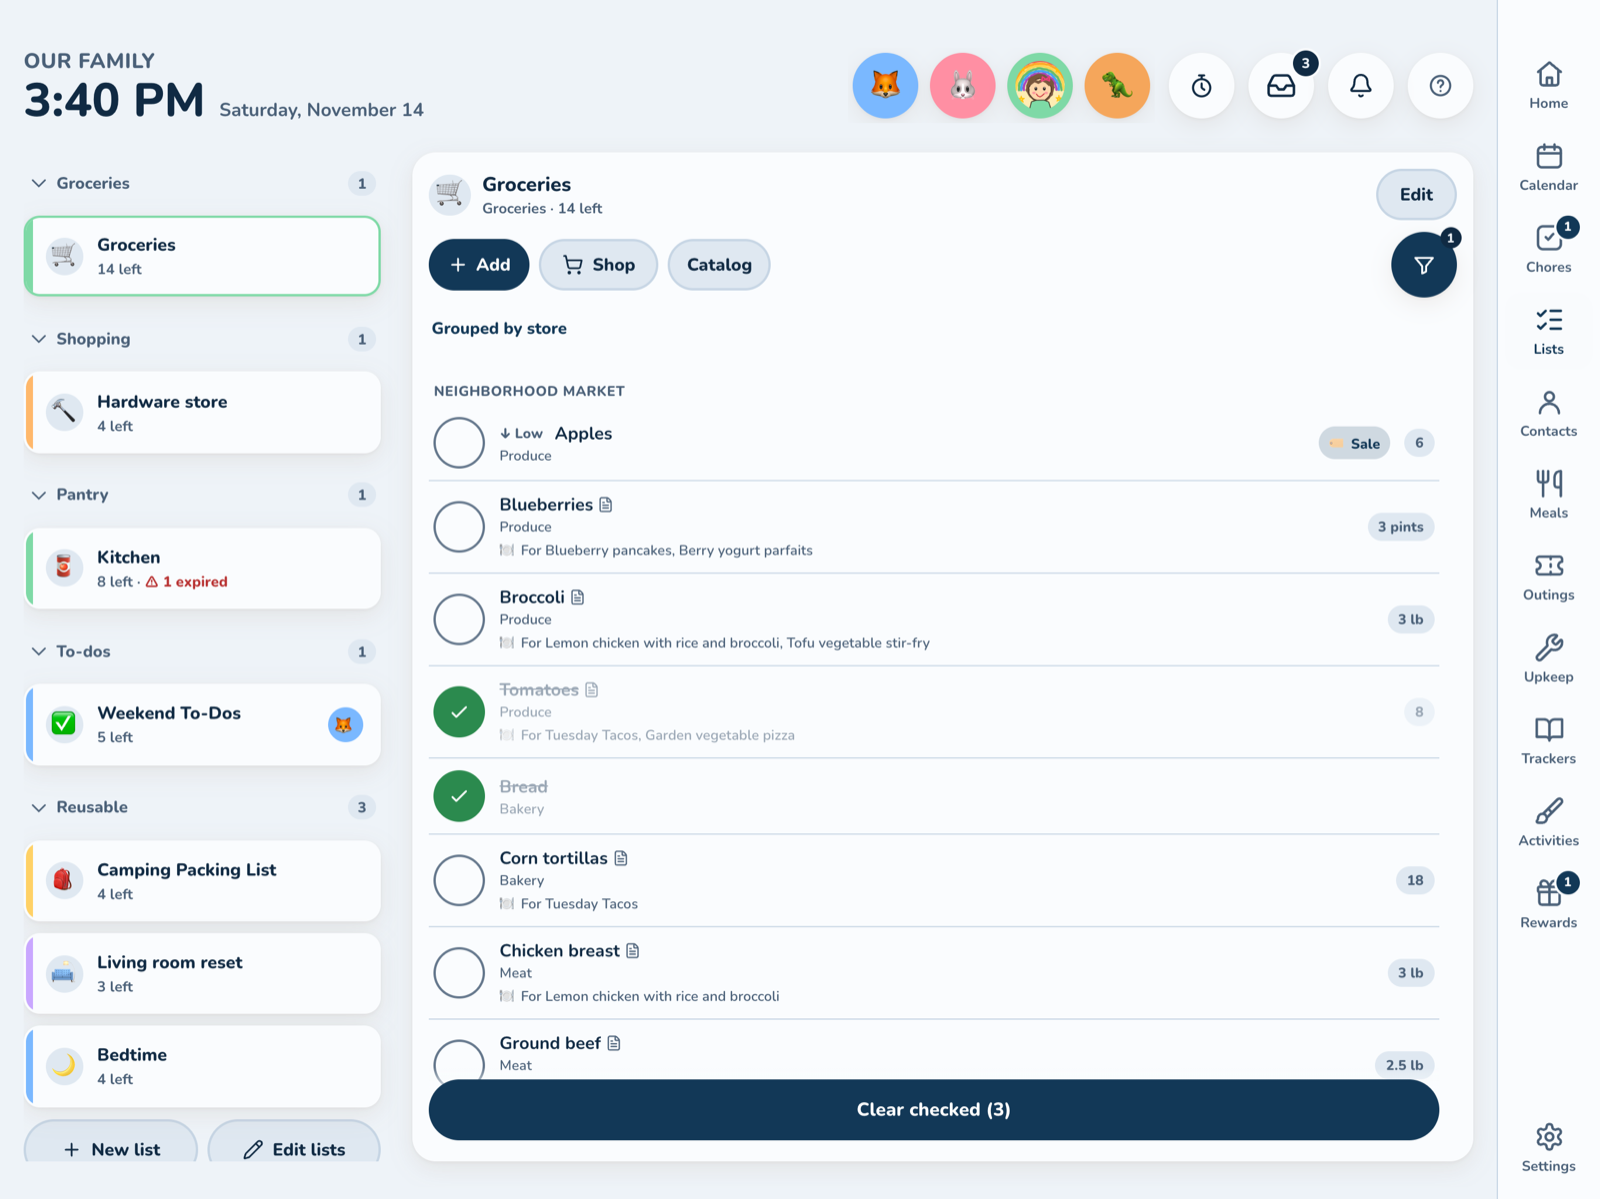 OUR FAMILY
3:40 PM Saturday, November 14
3
Groceries 1
Groceries
14 left
Shopping 1
Hardware store
4 left
Pantry 1
Kitchen
8 left · 1 expired
To-dos 1
Weekend To-Dos
5 left
Reusable 3
Camping Packing List
4 left
Living room reset
3 left
Bedtime
4 left
+ New list
Edit lists
Groceries
Groceries · 14 left
Edit
+ Add
Shop
Catalog
1
Grouped by store
NEIGHBORHOOD MARKET
↓ Low Apples
Produce
Sale
6
Blueberries
Produce
For Blueberry pancakes, Berry yogurt parfaits
3 pints
Broccoli
Produce
For Lemon chicken with rice and broccoli, Tofu vegetable stir-fry
3 lb
Tomatoes
Produce
For Tuesday Tacos, Garden vegetable pizza
8
Bread
Bakery
Corn tortillas
Bakery
For Tuesday Tacos
18
Chicken breast
Meat
For Lemon chicken with rice and broccoli
3 lb
Ground beef
Meat
2.5 lb
Clear checked (3)
Home
Calendar
1
Chores
Lists
Contacts
Meals
Outings
Upkeep
Trackers
Activities
1
Rewards
Settings